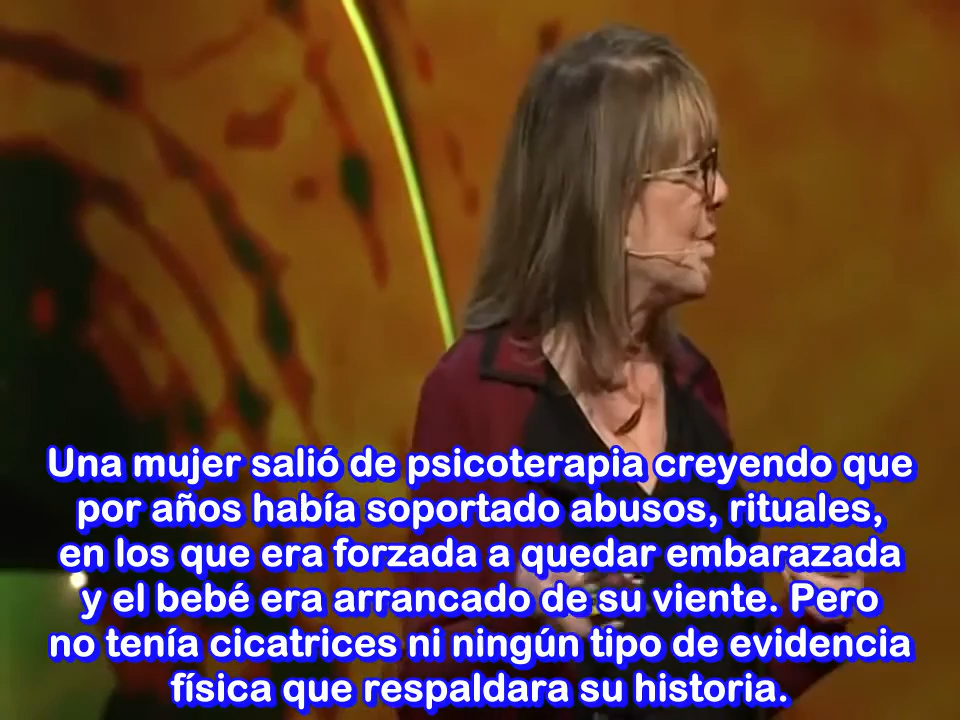 Una mujer salió de psicoterapia creyendo que
por años había soportado abusos, rituales,
en los que era forzada a quedar embarazada
y el bebé era arrancado de su viente. Pero
no tenía cicatrices ni ningún tipo de evidencia
física que respaldara su historia.